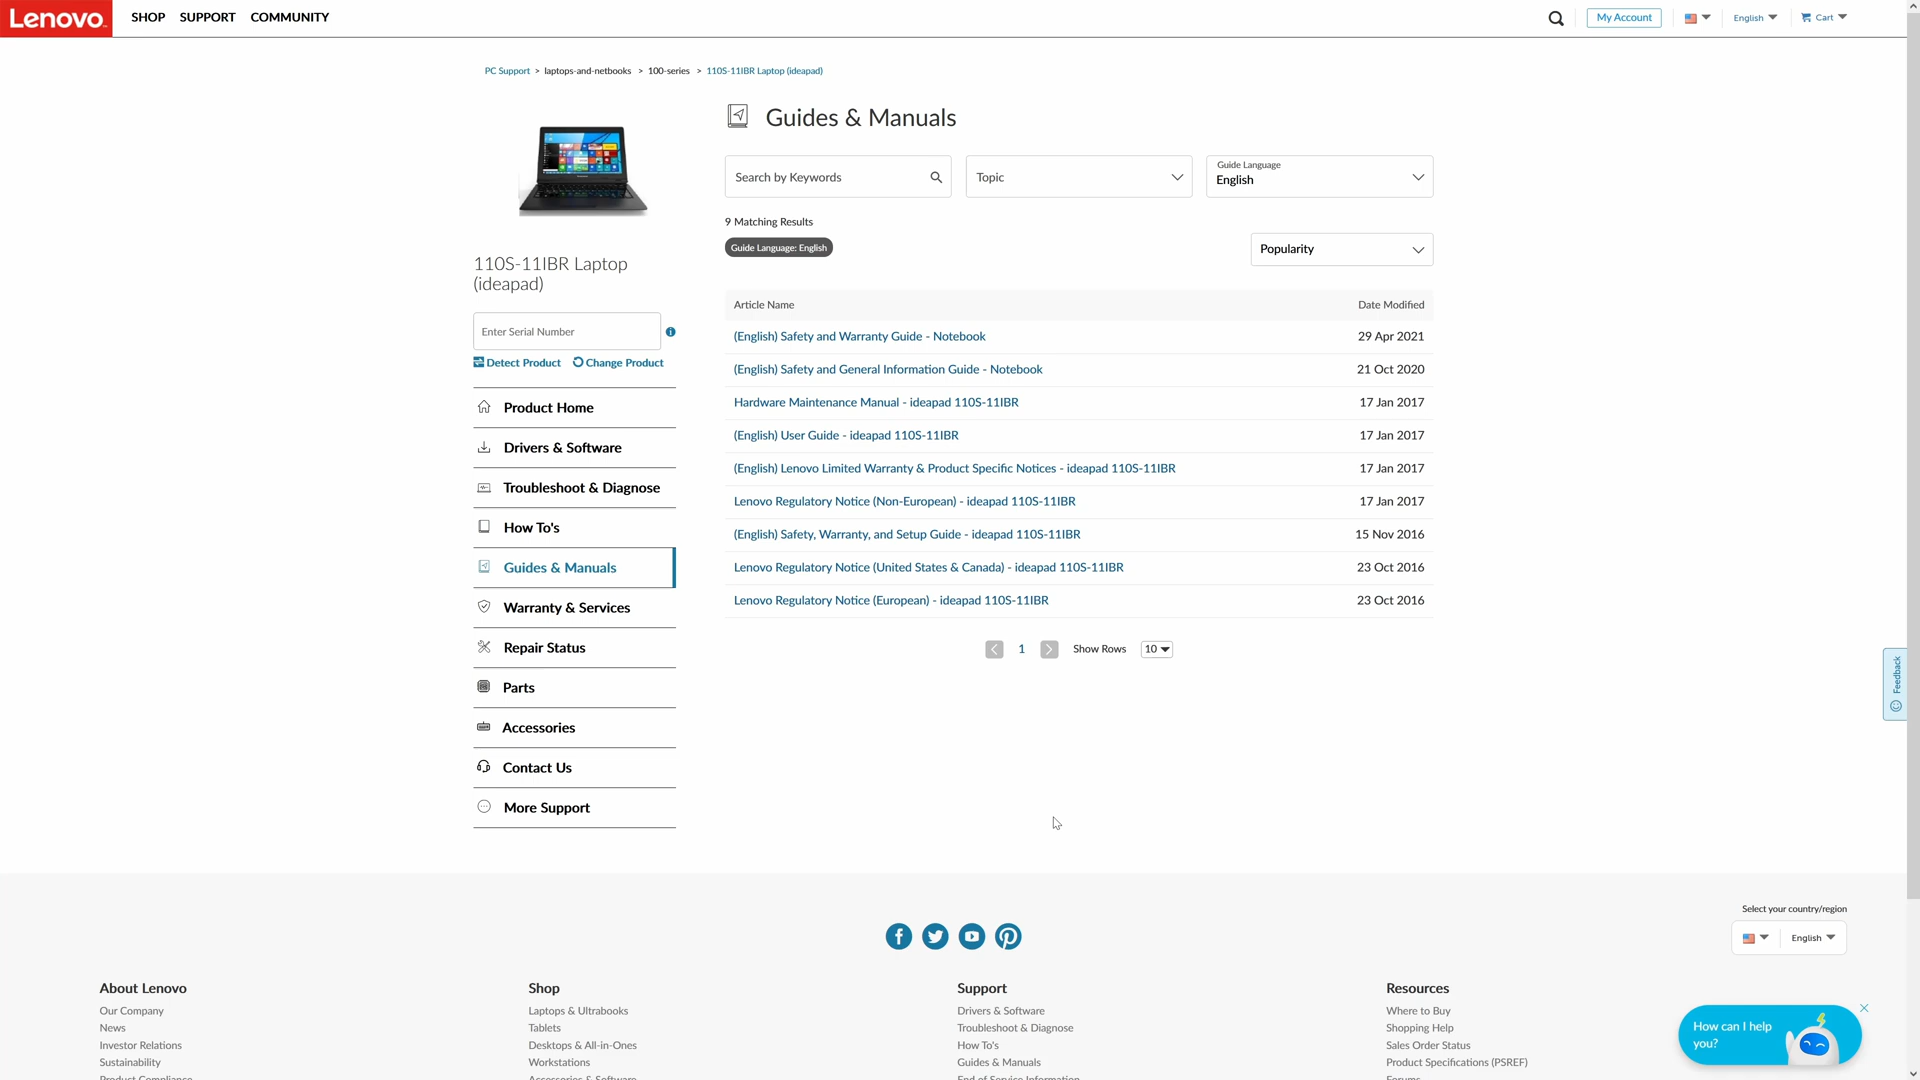 Lenovo
SHOP SUPPORT COMMUNITY
My Account
English
Cart
PC Support > laptops-and-netbooks > 100-series > 110S-11IBR Laptop (ideapad)
Guides & Manuals
Search by Keywords
Topic
Guide Language
English
9 Matching Results
Guide Language: English
Popularity
110S-11IBR Laptop
(ideapad)
Enter Serial Number
Detect Product Change Product
Product Home
Drivers & Software
Troubleshoot & Diagnose
How To's
Guides & Manuals
Warranty & Services
Repair Status
Parts
Accessories
Contact Us
More Support
Article Name Date Modified
(English) Safety and Warranty Guide - Notebook 29 Apr 2021
(English) Safety and General Information Guide - Notebook 21 Oct 2020
Hardware Maintenance Manual - ideapad 110S-11IBR 17 Jan 2017
(English) User Guide - ideapad 110S-11IBR 17 Jan 2017
(English) Lenovo Limited Warranty & Product Specific Notices - ideapad 110S-11IBR 17 Jan 2017
Lenovo Regulatory Notice (Non-European) - ideapad 110S-11IBR 17 Jan 2017
(English) Safety, Warranty, and Setup Guide - ideapad 110S-11IBR 15 Nov 2016
Lenovo Regulatory Notice (United States & Canada) - ideapad 110S-11IBR 23 Oct 2016
Lenovo Regulatory Notice (European) - ideapad 110S-11IBR 23 Oct 2016
1 Show Rows 10
Feedback
Select your country/region
English
About Lenovo
Our Company
News
Investor Relations
Sustainability
Product Compliance
Shop
Laptops & Ultrabooks
Tablets
Desktops & All-in-Ones
Workstations
Accessories & Software
Support
Drivers & Software
Troubleshoot & Diagnose
How To's
Guides & Manuals
End of Service Information
Resources
Where to Buy
Shopping Help
Sales Order Status
Product Specifications (PSREF)
Forums
How can I help
you?